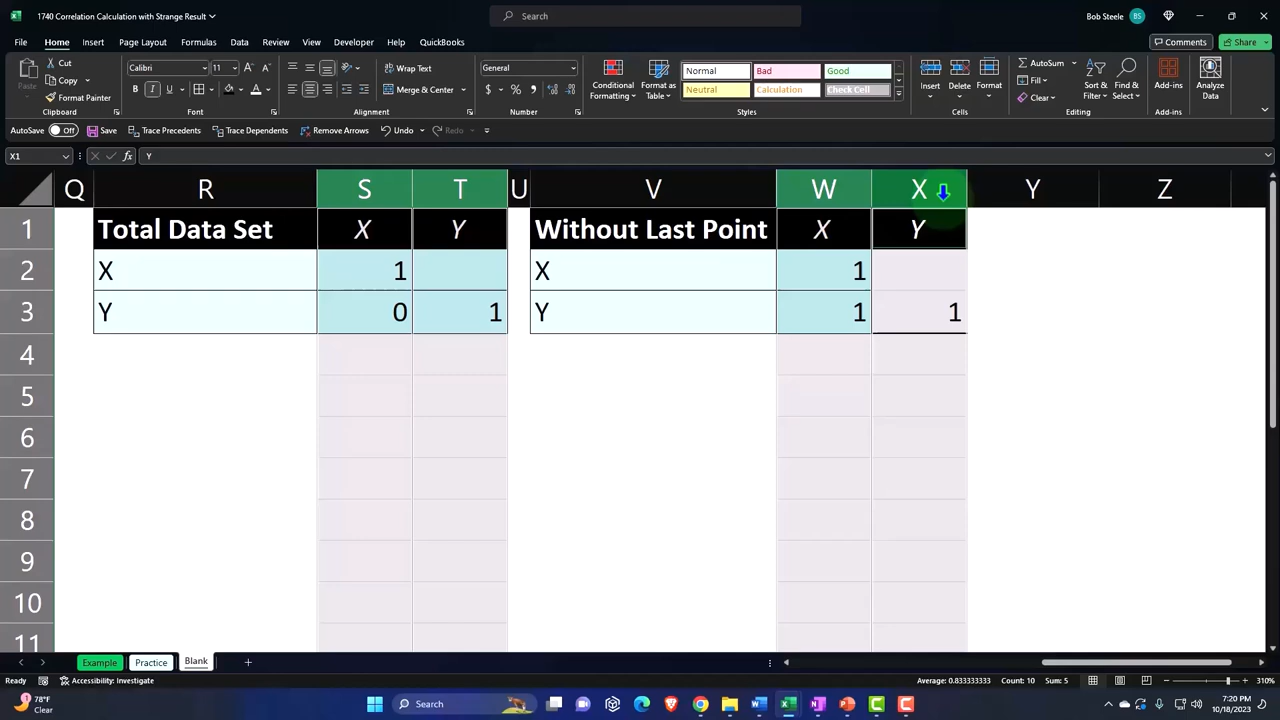 1740 Correlation Calculation with Strange Result
Search
Bob Steele
BS
File Home Insert Page Layout Formulas Data Review View Developer Help QuickBooks
Comments
Share
Cut
Copy
Format Painter
Calibri
11
Wrap Text
Merge & Center
General
Conditional Formatting
Format as Table
Normal Bad Good
Neutral Calculation Check Cell
Insert Delete Format
AutoSum
Fill
Clear
Sort & Filter
Find & Select
Add-ins
Analyze Data
Clipboard Font Alignment Number Styles Cells Editing Add-ins
AutoSave Off Save Trace Precedents Trace Dependents Remove Arrows Undo Redo
X1 fx Y
Q R S T U V W X Y Z
1 Total Data Set X Y Without Last Point X Y
2 X 1 X 1
3 Y 0 1 Y 1 1
4
5
6
7
8
9
10
11
Example Practice Blank
Ready Accessibility: Investigate Average: 0.833333333 Count: 10 Sum: 5 310%
78°F
Clear
Search
7:20 PM
10/18/2023